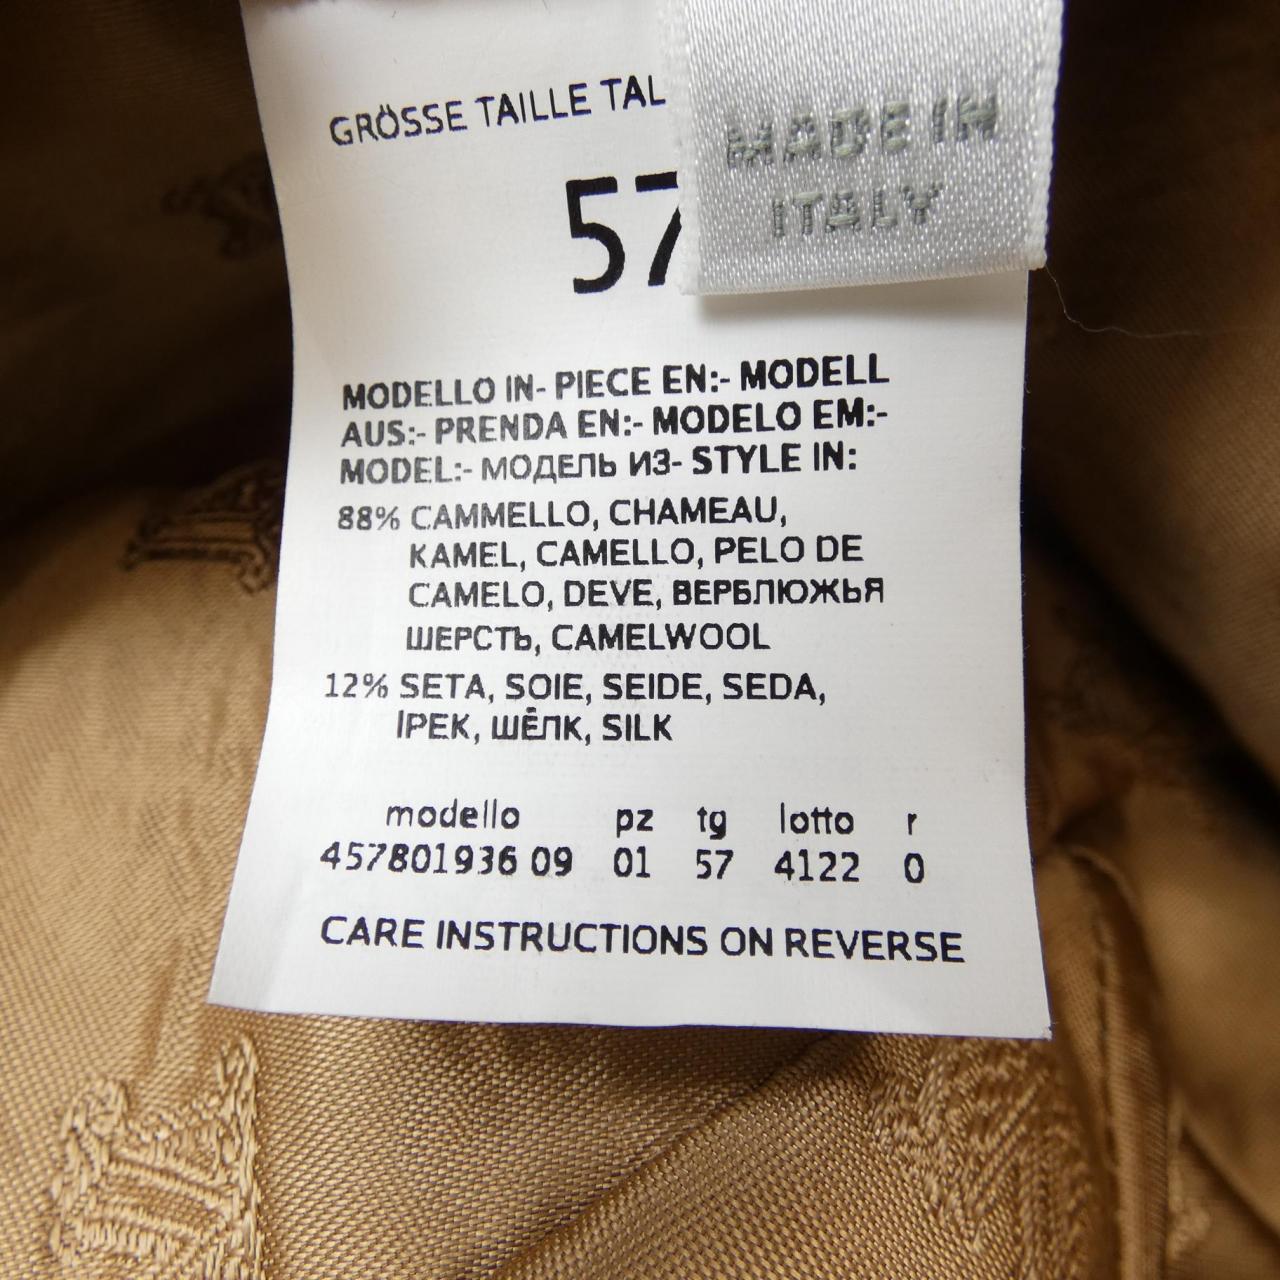 GRÖSSE TAILLE TAL
MADE IN
ITALY
57
MODELLO IN- PIECE EN:- MODELL
AUS:- PRENDA EN:- MODELO EM:-
MODEL:- МОДЕЛЬ ИЗ- STYLE IN:
88% CAMMELLO, CHAMEAU,
KAMEL, CAMELLO, PELO DE
CAMELO, DEVE, ВЕРБЛЮЖЬЯ
ШЕРСТЬ, CAMELWOOL
12% SETA, SOIE, SEIDE, SEDA,
IPEK, ШЁЛК, SILK
modello pz tg lotto r
457801936 09 01 57 4122 0
CARE INSTRUCTIONS ON REVERSE